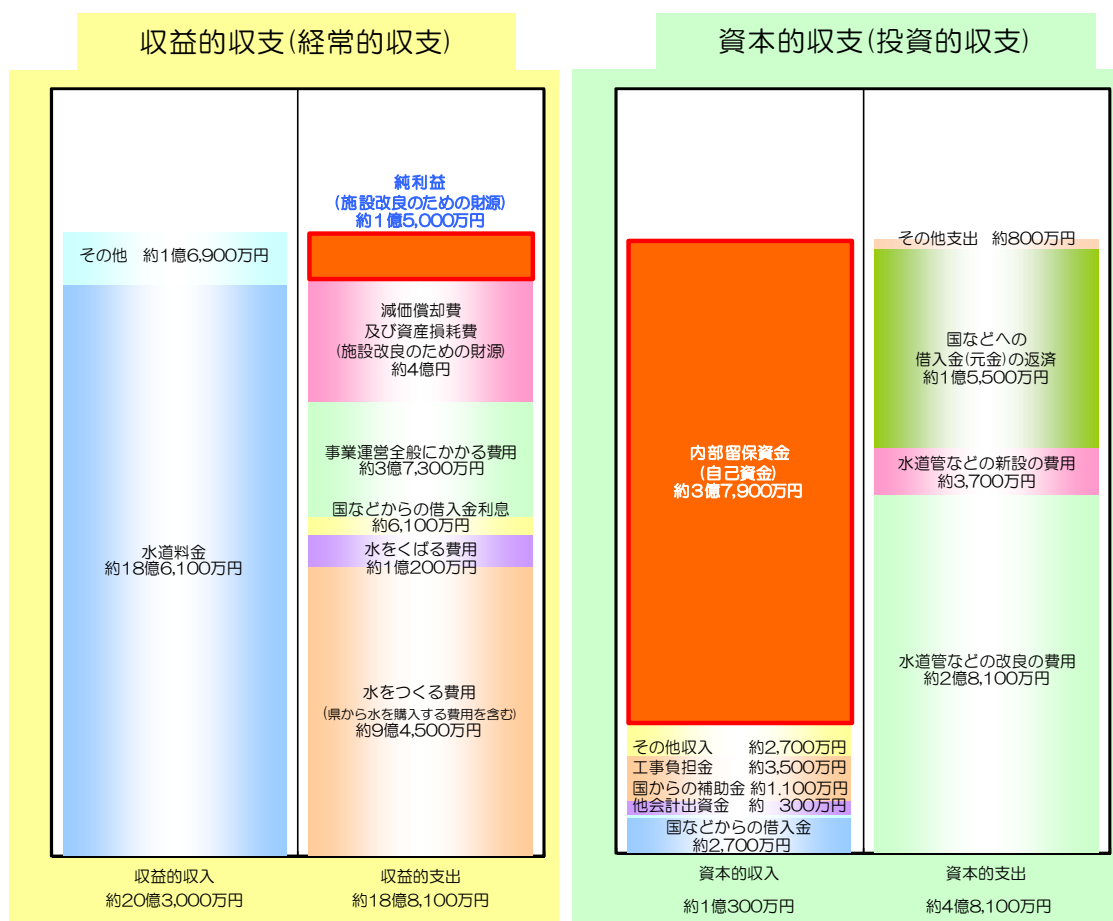 収益的収支(経常的収支)
純利益
(施設改良のための財源)
約1億5,000万円
その他 約1億6,900万円
減価償却費
及び資産損耗費
(施設改良のための財源)
約4億円
事業運営全般にかかる費用
約3億7,300万円
国などからの借入金利息
約6,100万円
水道料金
約18億6,100万円
水をくばる費用
約1億200万円
水をつくる費用
(県から水を購入する費用を含む)
約9億4,500万円
収益的収入
約20億3,000万円
収益的支出
約18億8,100万円
資本的収支(投資的収支)
その他支出 約800万円
国などへの
借入金(元金)の返済
約1億5,500万円
内部留保資金
(自己資金)
約3億7,900万円
水道管などの新設の費用
約3,700万円
水道管などの改良の費用
約2億8,100万円
その他収入 約2,700万円
工事負担金 約3,500万円
国からの補助金 約1,100万円
他会計出資金 約 300万円
国などからの借入金
約2,700万円
資本的収入
約1億300万円
資本的支出
約4億8,100万円